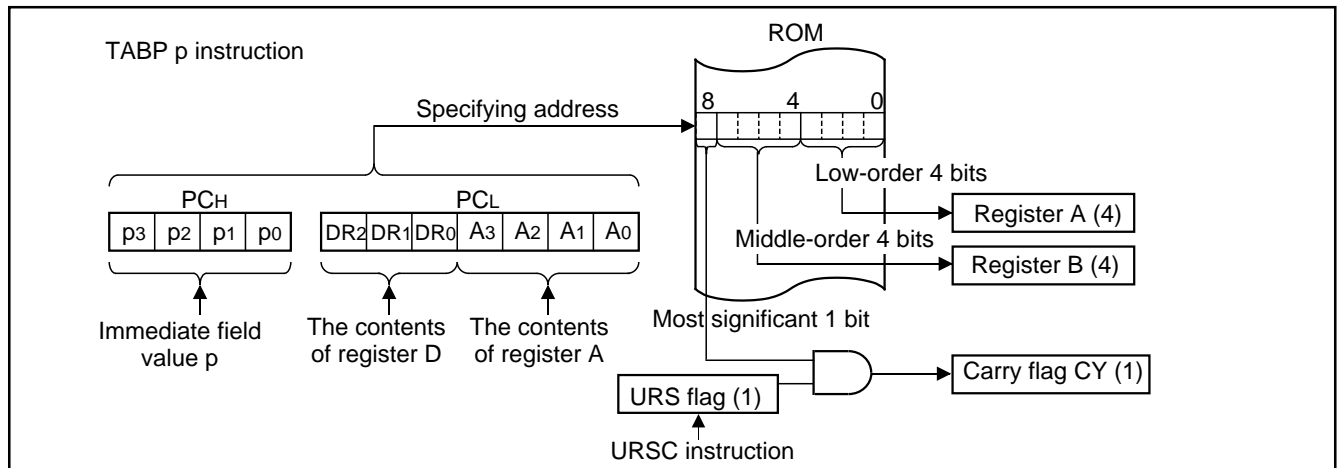 TABP p instruction
ROM
8 4 0
Specifying address
Low-order 4 bits
PCH PCL
p3 p2 p1 p0 DR2 DR1 DR0 A3 A2 A1 A0
Register A (4)
Middle-order 4 bits
Register B (4)
Immediate field
value p
The contents
of register D
The contents
of register A
Most significant 1 bit
Carry flag CY (1)
URS flag (1)
URSC instruction